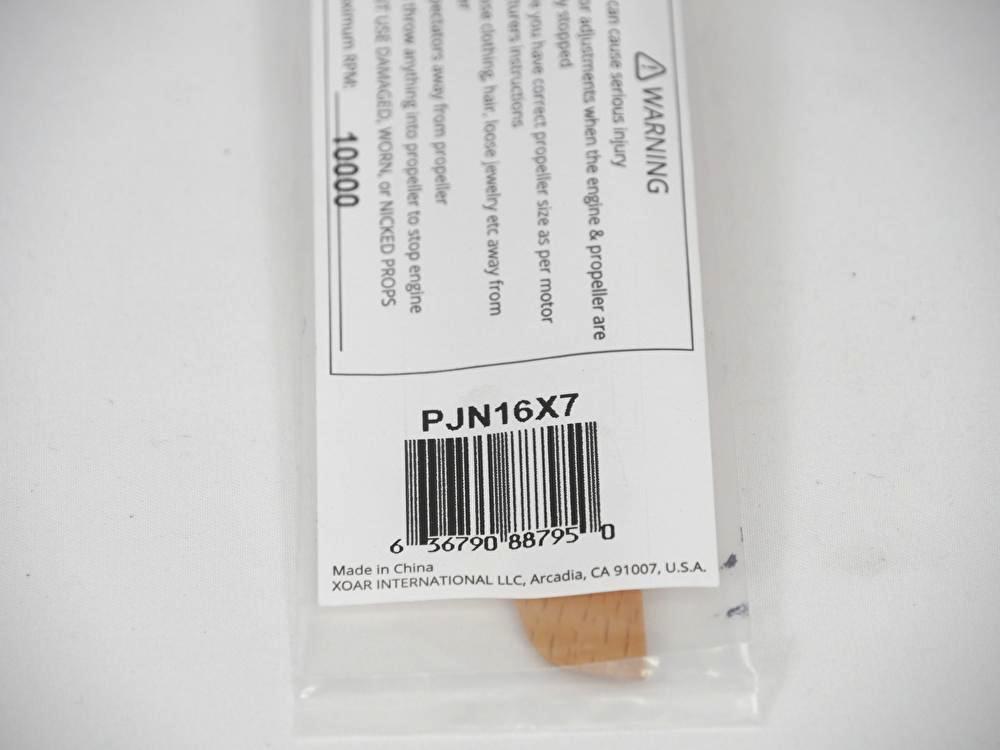 WARNING
can cause serious injury
or adjustments when the engine & propeller are
y stopped
e you have correct propeller size as per motor
turers instructions
se clothing, hair, loose jewelry etc away from
er
pectators away from propeller
throw anything into propeller to stop engine
T USE DAMAGED, WORN, or NICKED PROPS
ximum RPM: 10000
PJN16X7
6 36790 88795 0
Made in China
XOAR INTERNATIONAL LLC, Arcadia, CA 91007, U.S.A.